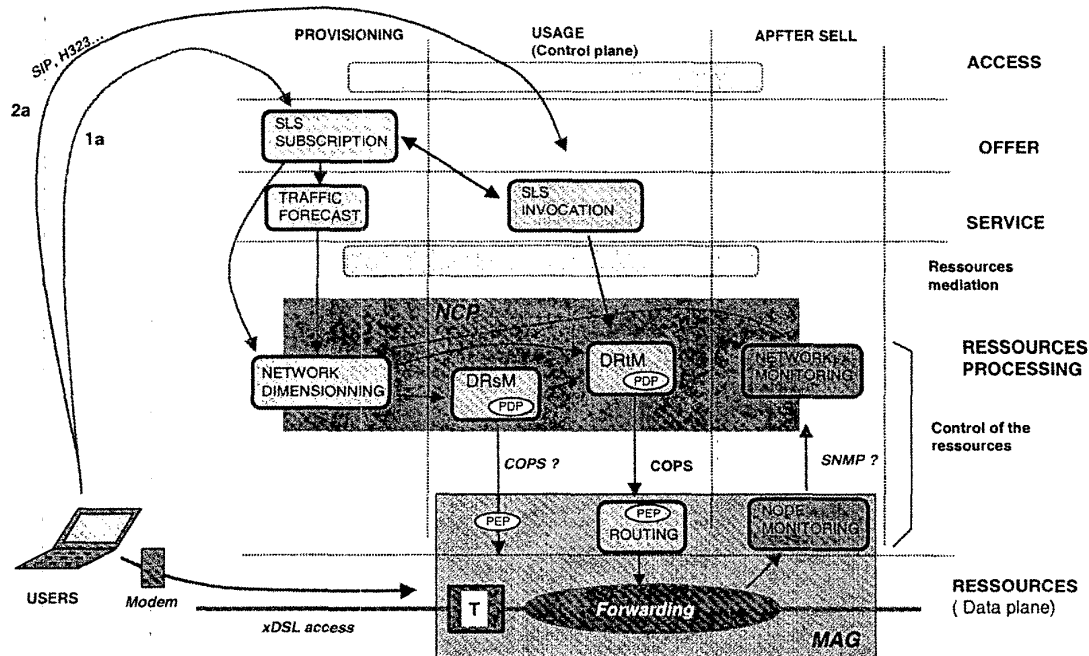 PROVISIONING
USAGE
(Control plane)
APFTER SELL
ACCESS
SIP, H323...
2a
1a
SLS
SUBSCRIPTION
OFFER
TRAFFIC
FORECAST
SLS
INVOCATION
SERVICE
Ressources
mediation
NCP
NETWORK
DIMENSIONNING
DRsM
PDP
DRtM
PDP
NETWORK
MONITORING
RESSOURCES
PROCESSING
Control of the
ressources
COPS ?
COPS
SNMP ?
PEP
PEP
ROUTING
NODE
MONITORING
USERS
Modem
xDSL access
T
Forwarding
MAG
RESSOURCES
( Data plane)